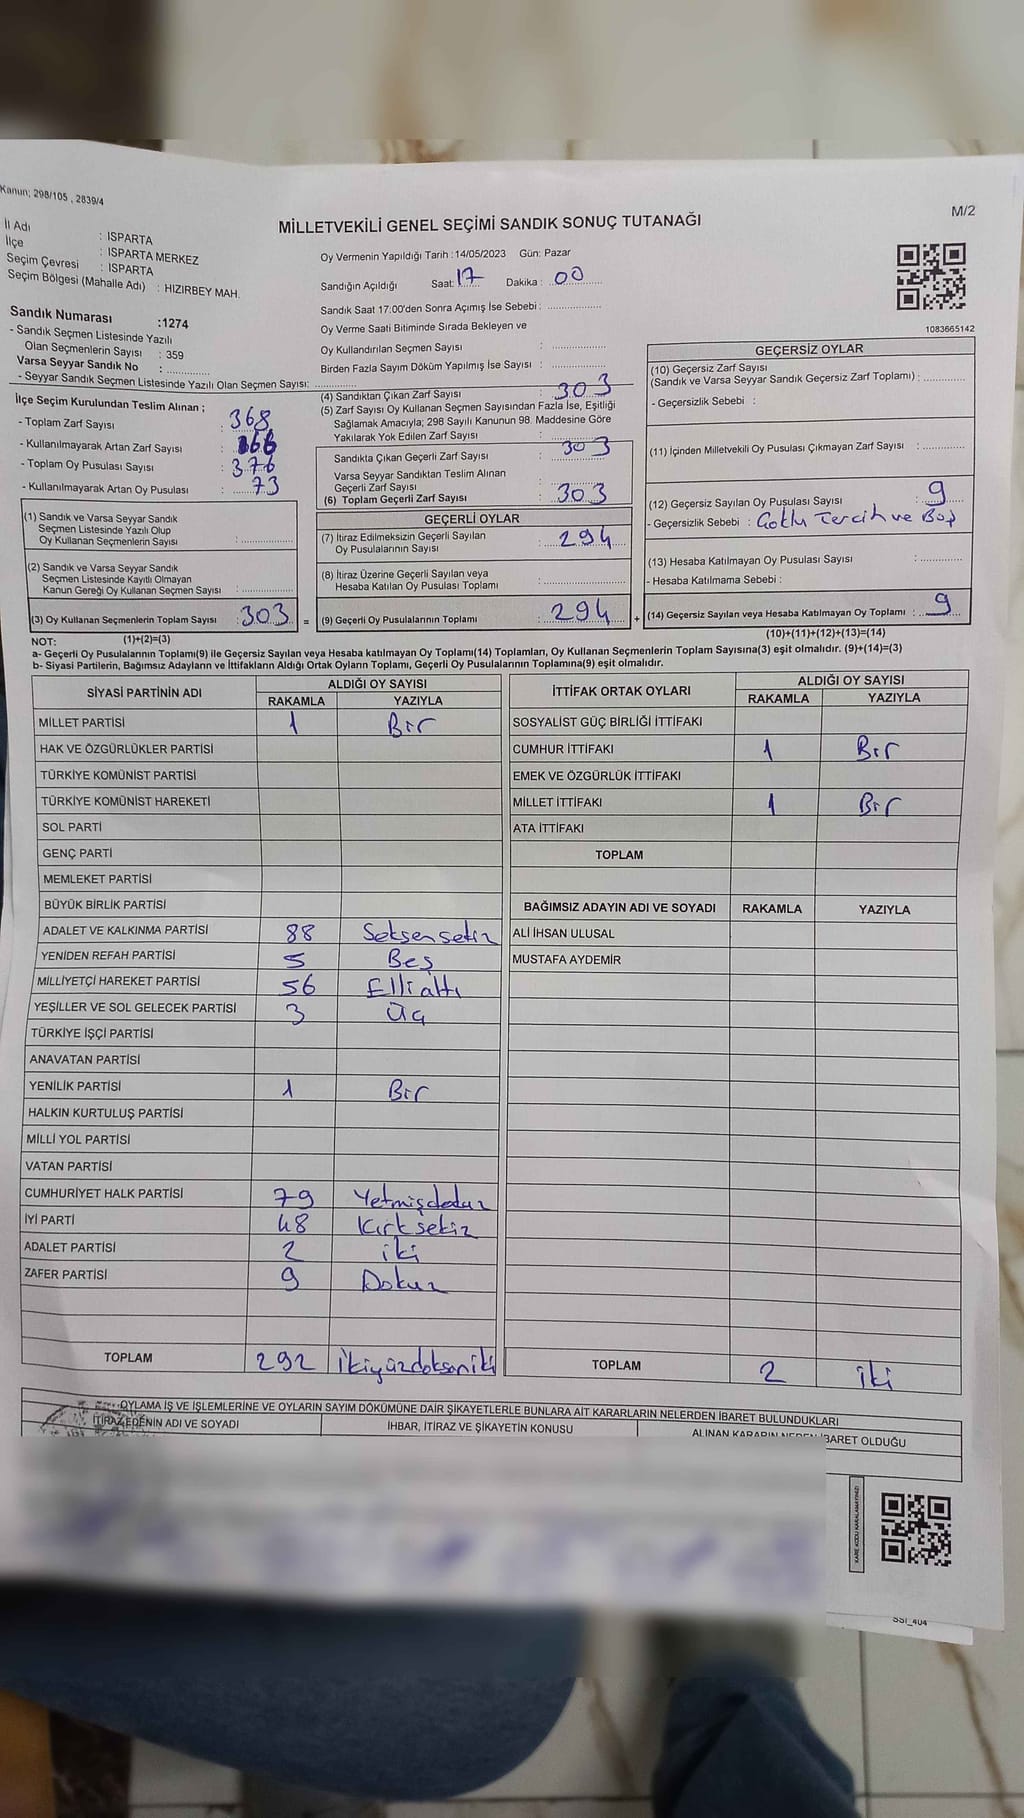 Kanun; 298/105 , 2839/4
M/2
MİLLETVEKİLİ GENEL SEÇİMİ SANDIK SONUÇ TUTANAĞI
İl Adı : ISPARTA
İlçe : ISPARTA MERKEZ
Seçim Çevresi : ISPARTA
Seçim Bölgesi (Mahalle Adı) : HIZIRBEY MAH.
Sandık Numarası :1274
- Sandık Seçmen Listesinde Yazılı
Olan Seçmenlerin Sayısı : 359
Varsa Seyyar Sandık No : ..............
- Seyyar Sandık Seçmen Listesinde Yazılı Olan Seçmen Sayısı: ..............
Oy Vermenin Yapıldığı Tarih :14/05/2023 Gün: Pazar
Sandığın Açıldığı Saat: 17 Dakika : 00
Sandık Saat 17:00'den Sonra Açımış İse Sebebi : ..............
Oy Verme Saati Bitiminde Sırada Bekleyen ve
Oy Kullandırılan Seçmen Sayısı : ..............
Birden Fazla Sayım Döküm Yapılmış İse Sayısı : ..............
1083665142
İlçe Seçim Kurulundan Teslim Alınan ;
- Toplam Zarf Sayısı : 368
- Kullanılmayarak Artan Zarf Sayısı :
- Toplam Oy Pusulası Sayısı : 376
- Kullanılmayarak Artan Oy Pusulası : 73
(1) Sandık ve Varsa Seyyar Sandık
Seçmen Listesinde Yazılı Olup
Oy Kullanan Seçmenlerin Sayısı : ..............
(2) Sandık ve Varsa Seyyar Sandık
Seçmen Listesinde Kayıtlı Olmayan
Kanun Gereği Oy Kullanan Seçmen Sayısı : ..............
(3) Oy Kullanan Seçmenlerin Toplam Sayısı : 303 =
(4) Sandıktan Çıkan Zarf Sayısı : 303
(5) Zarf Sayısı Oy Kullanan Seçmen Sayısından Fazla İse, Eşitliği
Sağlamak Amacıyla; 298 Sayılı Kanunun 98. Maddesine Göre
Yakılarak Yok Edilen Zarf Sayısı : ..............
Sandıkta Çıkan Geçerli Zarf Sayısı : 303
Varsa Seyyar Sandıktan Teslim Alınan
Geçerli Zarf Sayısı : ..............
(6) Toplam Geçerli Zarf Sayısı : 303
GEÇERLİ OYLAR
(7) İtiraz Edilmeksizin Geçerli Sayılan
Oy Pusulalarının Sayısı : 294
(8) İtiraz Üzerine Geçerli Sayılan veya
Hesaba Katılan Oy Pusulası Toplamı : ..............
(9) Geçerli Oy Pusulalarının Toplamı : 294 +
GEÇERSİZ OYLAR
(10) Geçersiz Zarf Sayısı
(Sandık ve Varsa Seyyar Sandık Geçersiz Zarf Toplamı) : ..............
- Geçersizlik Sebebi :
(11) İçinden Milletvekili Oy Pusulası Çıkmayan Zarf Sayısı : ..............
(12) Geçersiz Sayılan Oy Pusulası Sayısı : 9
- Geçersizlik Sebebi : Çoklu Tercih ve Boş
(13) Hesaba Katılmayan Oy Pusulası Sayısı : ..............
- Hesaba Katılmama Sebebi :
(14) Geçersiz Sayılan veya Hesaba Katılmayan Oy Toplamı : 9
NOT: (1)+(2)=(3)
(10)+(11)+(12)+(13)=(14)
a- Geçerli Oy Pusulalarının Toplamı(9) ile Geçersiz Sayılan veya Hesaba katılmayan Oy Toplamı(14) Toplamları, Oy Kullanan Seçmenlerin Toplam Sayısına(3) eşit olmalıdır. (9)+(14)=(3)
b- Siyasi Partilerin, Bağımsız Adayların ve İttifakların Aldığı Ortak Oyların Toplamı, Geçerli Oy Pusulalarının Toplamına(9) eşit olmalıdır.
SİYASİ PARTİNİN ADI ALDIĞI OY SAYISI
RAKAMLA YAZIYLA
MİLLET PARTİSİ 1 Bir
HAK VE ÖZGÜRLÜKLER PARTİSİ
TÜRKİYE KOMÜNİST PARTİSİ
TÜRKİYE KOMÜNİST HAREKETİ
SOL PARTİ
GENÇ PARTİ
MEMLEKET PARTİSİ
BÜYÜK BİRLİK PARTİSİ
ADALET VE KALKINMA PARTİSİ 88 Seksensekiz
YENİDEN REFAH PARTİSİ 5 Beş
MİLLİYETÇİ HAREKET PARTİSİ 56 Elli altı
YEŞİLLER VE SOL GELECEK PARTİSİ 3 Üç
TÜRKİYE İŞÇİ PARTİSİ
ANAVATAN PARTİSİ
YENİLİK PARTİSİ 1 Bir
HALKIN KURTULUŞ PARTİSİ
MİLLİ YOL PARTİSİ
VATAN PARTİSİ
CUMHURİYET HALK PARTİSİ 79 Yetmişdokuz
İYİ PARTİ 48 Kırksekiz
ADALET PARTİSİ 2 iki
ZAFER PARTİSİ 9 Dokuz
TOPLAM 292 İkiyüzdoksaniki
İTTİFAK ORTAK OYLARI ALDIĞI OY SAYISI
RAKAMLA YAZIYLA
SOSYALİST GÜÇ BİRLİĞİ İTTİFAKI
CUMHUR İTTİFAKI 1 Bir
EMEK VE ÖZGÜRLÜK İTTİFAKI
MİLLET İTTİFAKI 1 Bir
ATA İTTİFAKI
TOPLAM
BAĞIMSIZ ADAYIN ADI VE SOYADI RAKAMLA YAZIYLA
ALİ İHSAN ULUSAL
MUSTAFA AYDEMİR
TOPLAM 2 iki
OYLAMA İŞ VE İŞLEMLERİNE VE OYLARIN SAYIM DÖKÜMÜNE DAİR ŞİKAYETLERLE BUNLARA AİT KARARLARIN NELERDEN İBARET BULUNDUKLARI
İTİRAZ EDENİN ADI VE SOYADI İHBAR, İTİRAZ VE ŞİKAYETİN KONUSU ALINAN KARARIN NEDEN İBARET OLDUĞU
KARE KODU KARALAMAYINIZ!
SSI_404